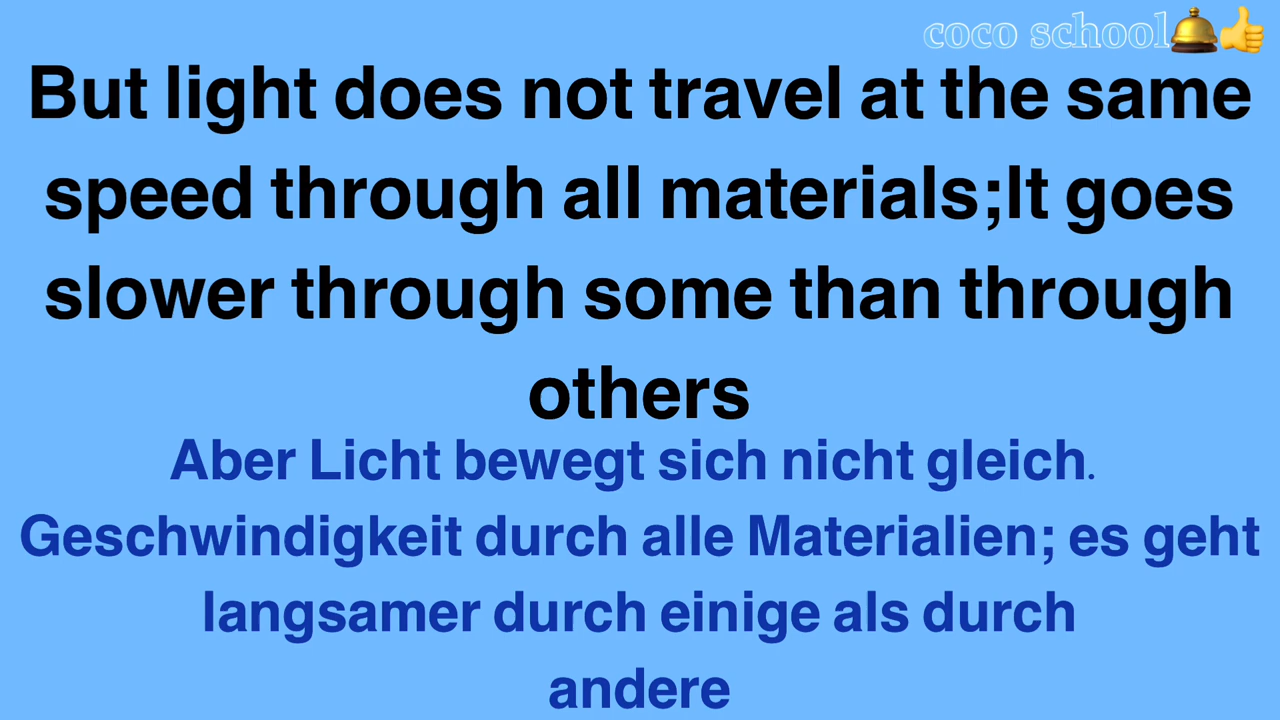 coco school🛎👍
But light does not travel at the same
speed through all materials;It goes
slower through some than through
others
Aber Licht bewegt sich nicht gleich.
Geschwindigkeit durch alle Materialien; es geht
langsamer durch einige als durch
andere